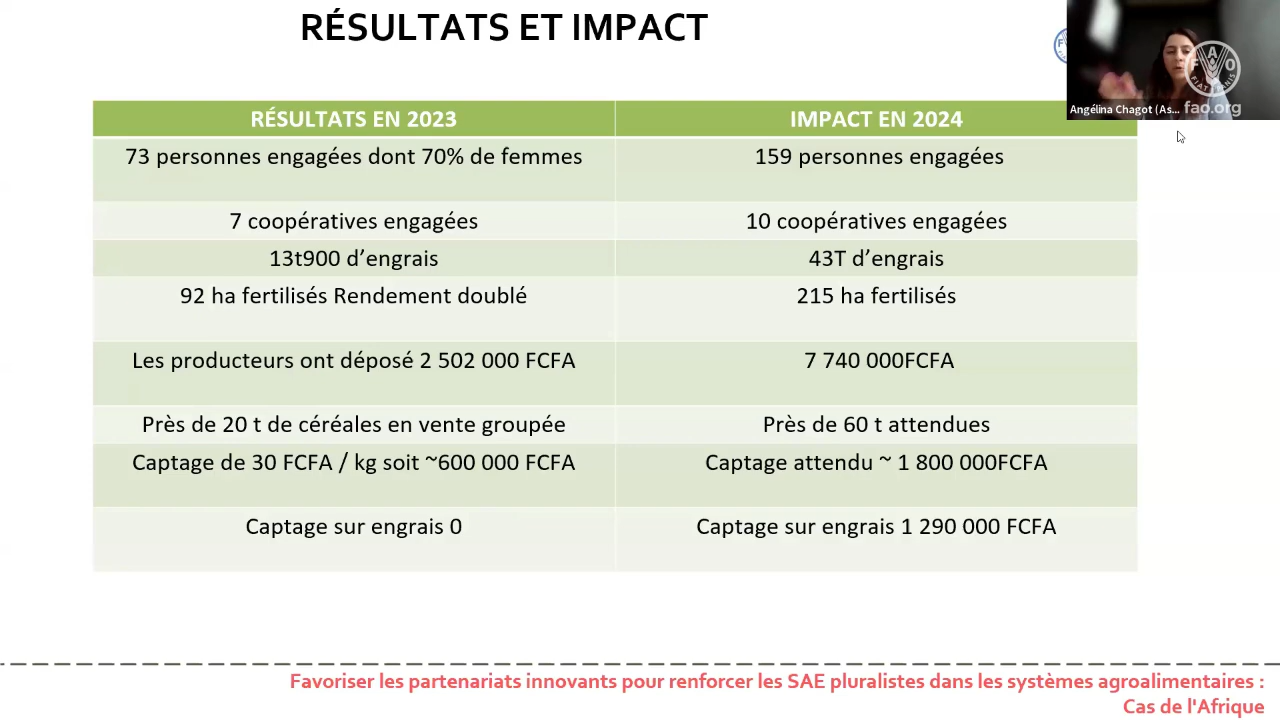 RÉSULTATS ET IMPACT
Angélina Chagot (As...
FAO
FIAT PANIS
fao.org
RÉSULTATS EN 2023
IMPACT EN 2024
73 personnes engagées dont 70% de femmes
159 personnes engagées
7 coopératives engagées
10 coopératives engagées
13t900 d’engrais
43T d’engrais
92 ha fertilisés Rendement doublé
215 ha fertilisés
Les producteurs ont déposé 2 502 000 FCFA
7 740 000FCFA
Près de 20 t de céréales en vente groupée
Près de 60 t attendues
Captage de 30 FCFA / kg soit ~600 000 FCFA
Captage attendu ~ 1 800 000FCFA
Captage sur engrais 0
Captage sur engrais 1 290 000 FCFA
Favoriser les partenariats innovants pour renforcer les SAE pluralistes dans les systèmes agroalimentaires :
Cas de l'Afrique